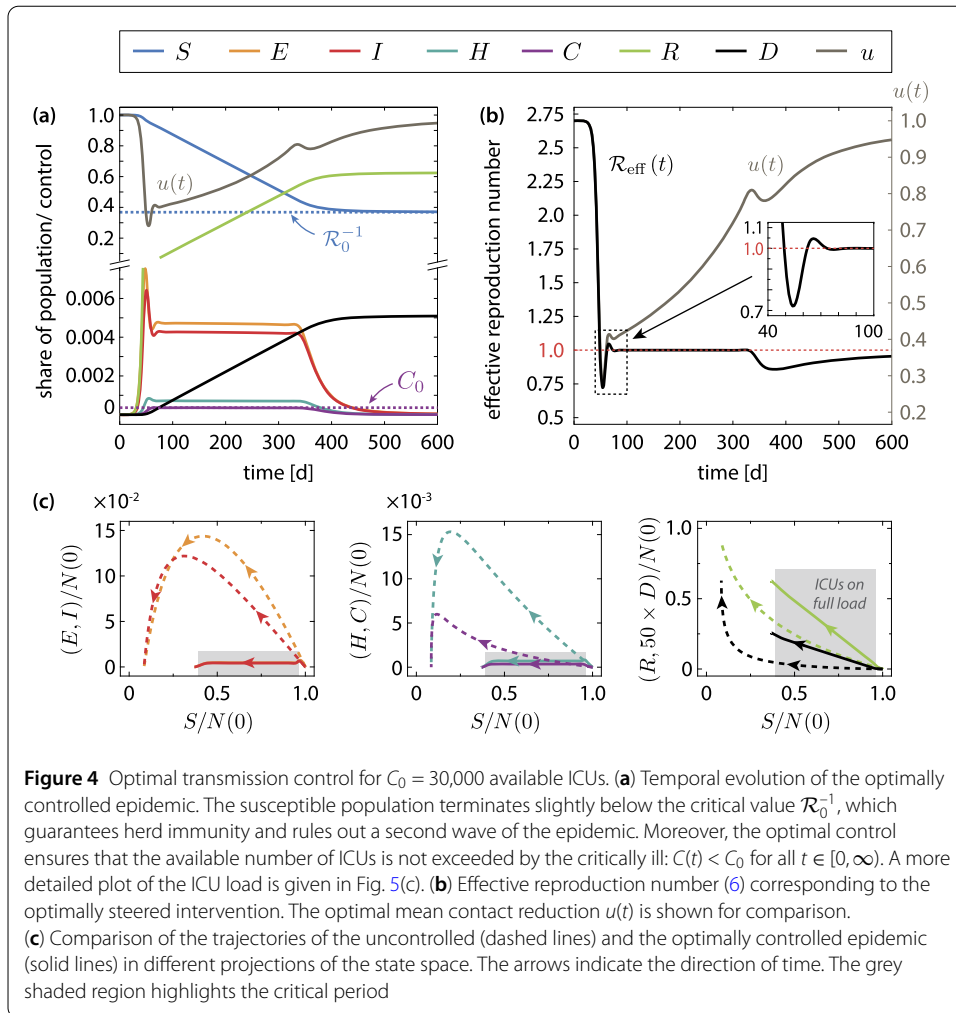 S E I H C R D u
(a)
share of population/ control
1.0
0.8
0.6
0.4
0.2
0.006
0.004
0.002
0
u(t)
R₀⁻¹
C₀
0 100 200 300 400 500 600
time [d]
(b)
effective reproduction number
2.75
2.5
2.25
2.0
1.75
1.5
1.25
1.0
0.75
0.5
R_eff (t)
u(t)
1.1
1.0
0.7
40 100
u(t)
1.0
0.9
0.8
0.7
0.6
0.5
0.4
0.3
0.2
0 100 200 300 400 500 600
time [d]
(c)
×10⁻²
(E, I)/N(0)
15
10
5
0
0 0.5 1.0
S/N(0)
×10⁻³
(H, C)/N(0)
15
10
5
0
0 0.5 1.0
S/N(0)
(R, 50 × D)/N(0)
1.0
0.5
0
ICUs on
full load
0 0.5 1.0
S/N(0)
Figure 4 Optimal transmission control for C₀ = 30,000 available ICUs. (a) Temporal evolution of the optimally
controlled epidemic. The susceptible population terminates slightly below the critical value R₀⁻¹, which
guarantees herd immunity and rules out a second wave of the epidemic. Moreover, the optimal control
ensures that the available number of ICUs is not exceeded by the critically ill: C(t) < C₀ for all t ∈ [0, ∞). A more
detailed plot of the ICU load is given in Fig. 5(c). (b) Effective reproduction number (6) corresponding to the
optimally steered intervention. The optimal mean contact reduction u(t) is shown for comparison.
(c) Comparison of the trajectories of the uncontrolled (dashed lines) and the optimally controlled epidemic
(solid lines) in different projections of the state space. The arrows indicate the direction of time. The grey
shaded region highlights the critical period